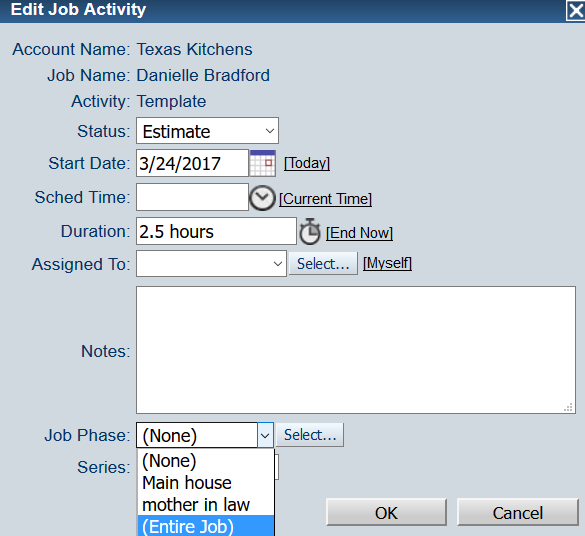 Edit Job Activity
Account Name: Texas Kitchens
Job Name: Danielle Bradford
Activity: Template
Status: Estimate
Start Date: 3/24/2017 [Today]
Sched Time: [Current Time]
Duration: 2.5 hours [End Now]
Assigned To: Select... [Myself]
Notes:
Job Phase: (None) Select...
Series:
(None)
Main house
mother in law
(Entire Job)
OK Cancel